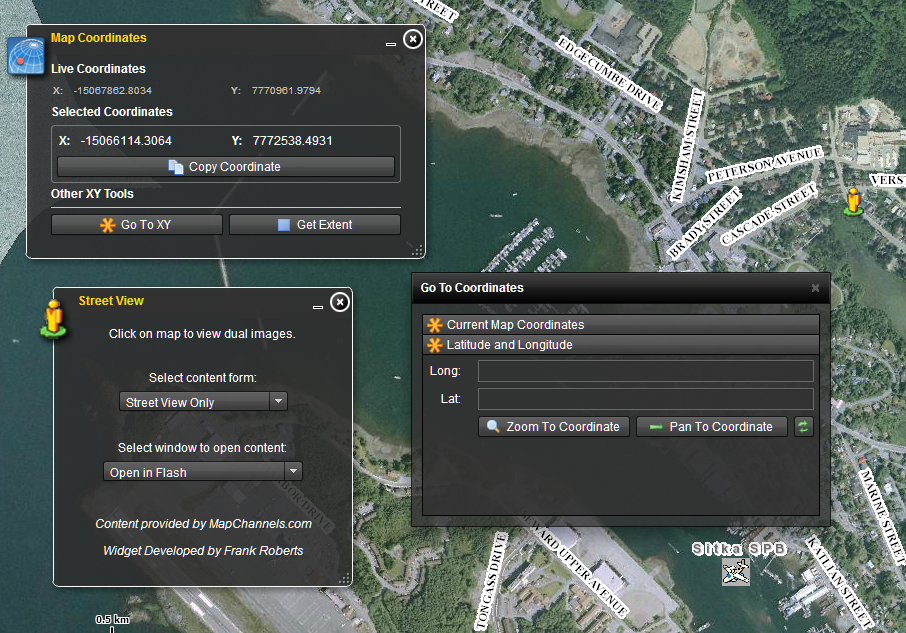 STREET
Map Coordinates
Live Coordinates
X: -15067862.8034 Y: 7770961.9794
Selected Coordinates
X: -15066114.3064 Y: 7772538.4931
Copy Coordinate
Other XY Tools
Go To XY
Get Extent
EDGECUMBE DRIVE
KIMSHAM STREET
PETERSON AVENUE
BRADY STREET
CASCADE STREET
Street View
Click on map to view dual images.
Select content form:
Street View Only
Select window to open content:
Open in Flash
Content provided by MapChannels.com
Widget Developed by Frank Roberts
Go To Coordinates
Current Map Coordinates
Latitude and Longitude
Long:
Lat:
Zoom To Coordinate
Pan To Coordinate
MARINE STREET
Sitka SPB
KATLIAN STREET
UPPER AVENUE
TONGASS DRIVE
0.5 km